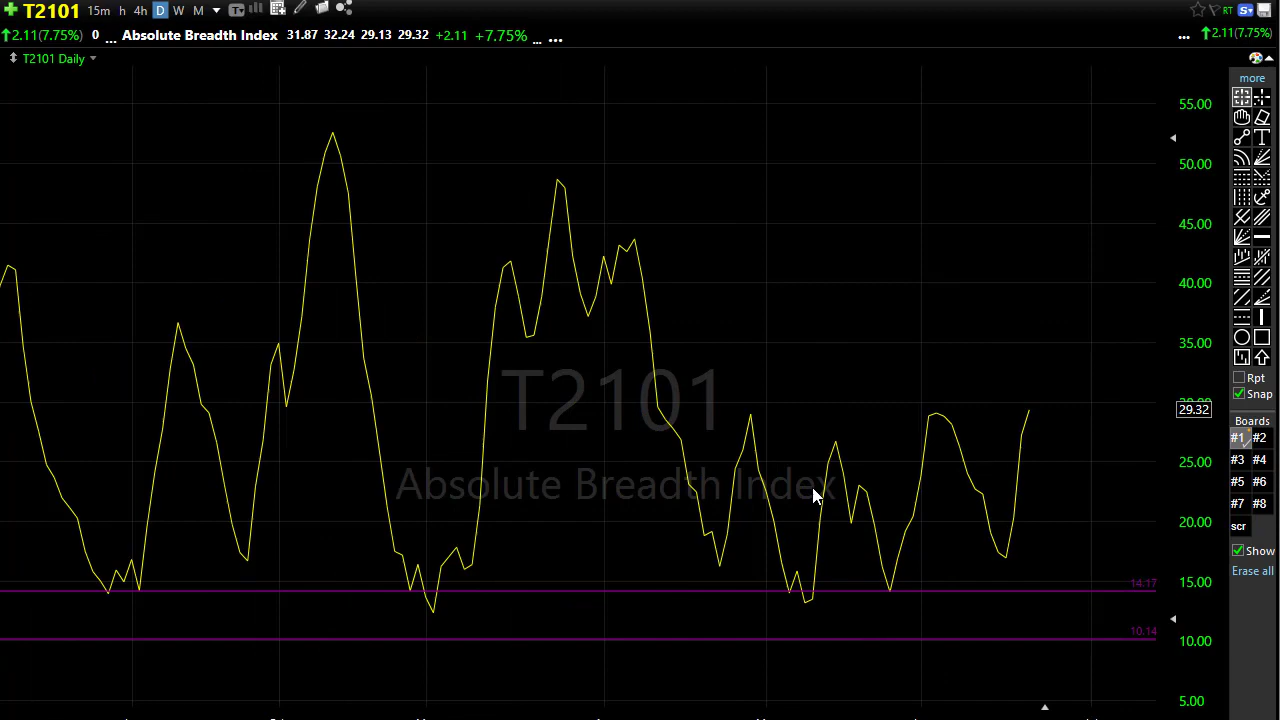 T2101 15m h 4h D W M T RT S
2.11(7.75%) 0 ... Absolute Breadth Index 31.87 32.24 29.13 29.32 +2.11 +7.75% ... ... ... 2.11(7.75%)
T2101 Daily
more
55.00
50.00
45.00
40.00
35.00
30.00
29.32
25.00
20.00
15.00
10.00
5.00
T2101
Absolute Breadth Index
14.17
10.14
T
Rpt
Snap
Boards
#1 #2
#3 #4
#5 #6
#7 #8
scr
Show
Erase all